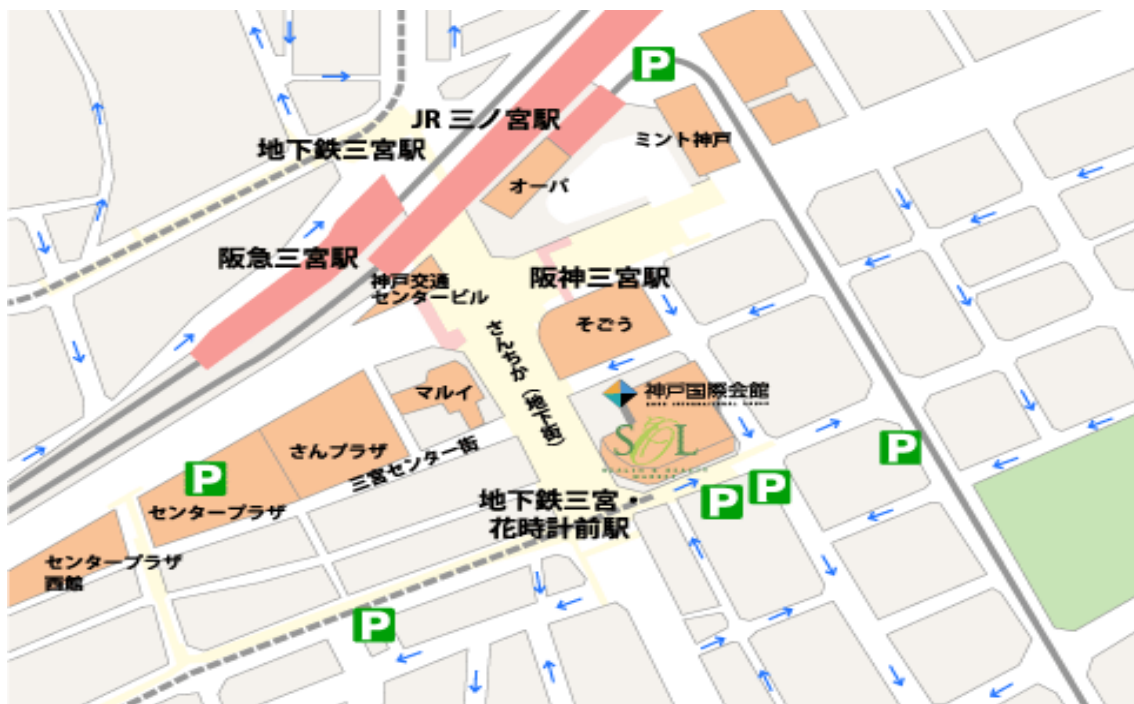 P
JR 三ノ宮駅
地下鉄三宮駅
ミント神戸
オーパ
阪急三宮駅
阪神三宮駅
神戸交通
センタービル
そごう
さんちか(地下街)
マルイ
神戸国際会館
SOL
さんプラザ
三宮センター街
P
P
センタープラザ
P
P
地下鉄三宮・
花時計前駅
センタープラザ
西館
P